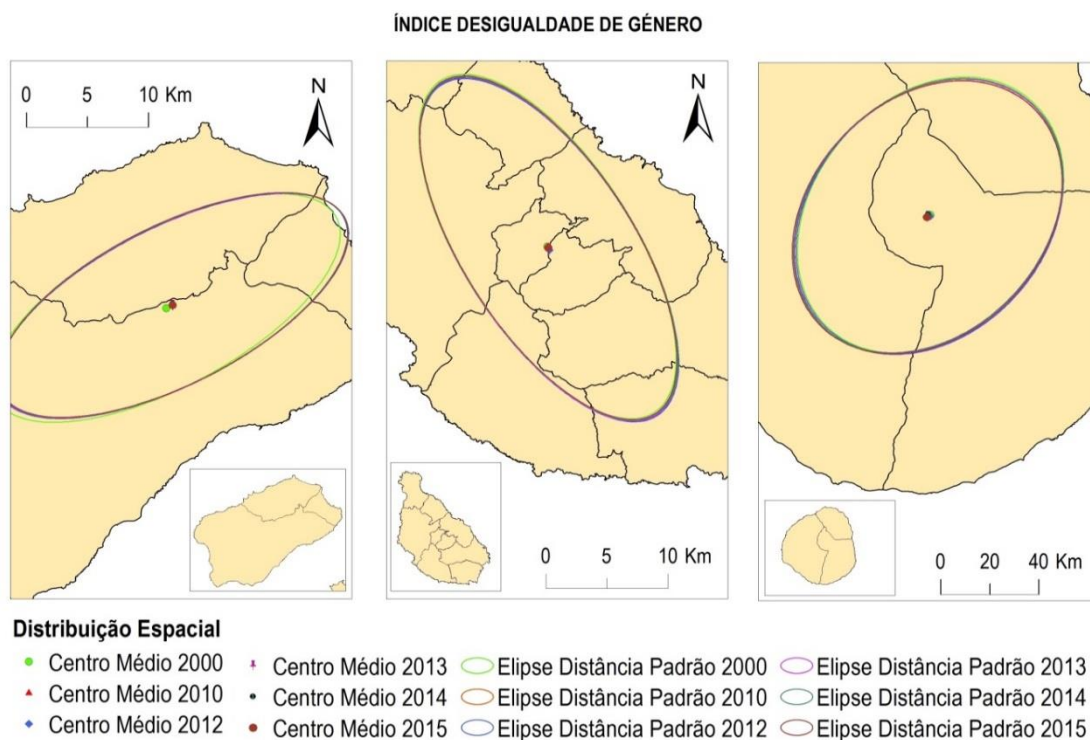 ÍNDICE DESIGUALDADE DE GÉNERO
0 5 10 Km
N
N
N
0 5 10 Km
0 20 40 Km
Distribuição Espacial
Centro Médio 2000
Centro Médio 2010
Centro Médio 2012
Centro Médio 2013
Centro Médio 2014
Centro Médio 2015
Elipse Distância Padrão 2000
Elipse Distância Padrão 2010
Elipse Distância Padrão 2012
Elipse Distância Padrão 2013
Elipse Distância Padrão 2014
Elipse Distância Padrão 2015